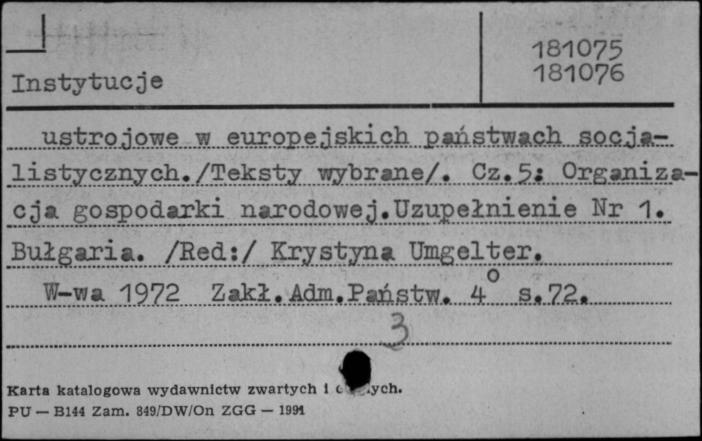 181075
181076
Instytucje
ustrojowe w europejskich państwach socja-
listycznych./Teksty wybrane/. Cz.5: Organiza-
cja gospodarki narodowej.Uzupełnienie Nr 1.
Bułgaria. /Red:/ Krystyna Umgelter.
W-wa 1972 Zakł.Adm.Państw. 4° s.72.
3
Karta katalogowa wydawnictw zwartych i
PU — B144 Zam. 849/DW/On ZGG — 1991